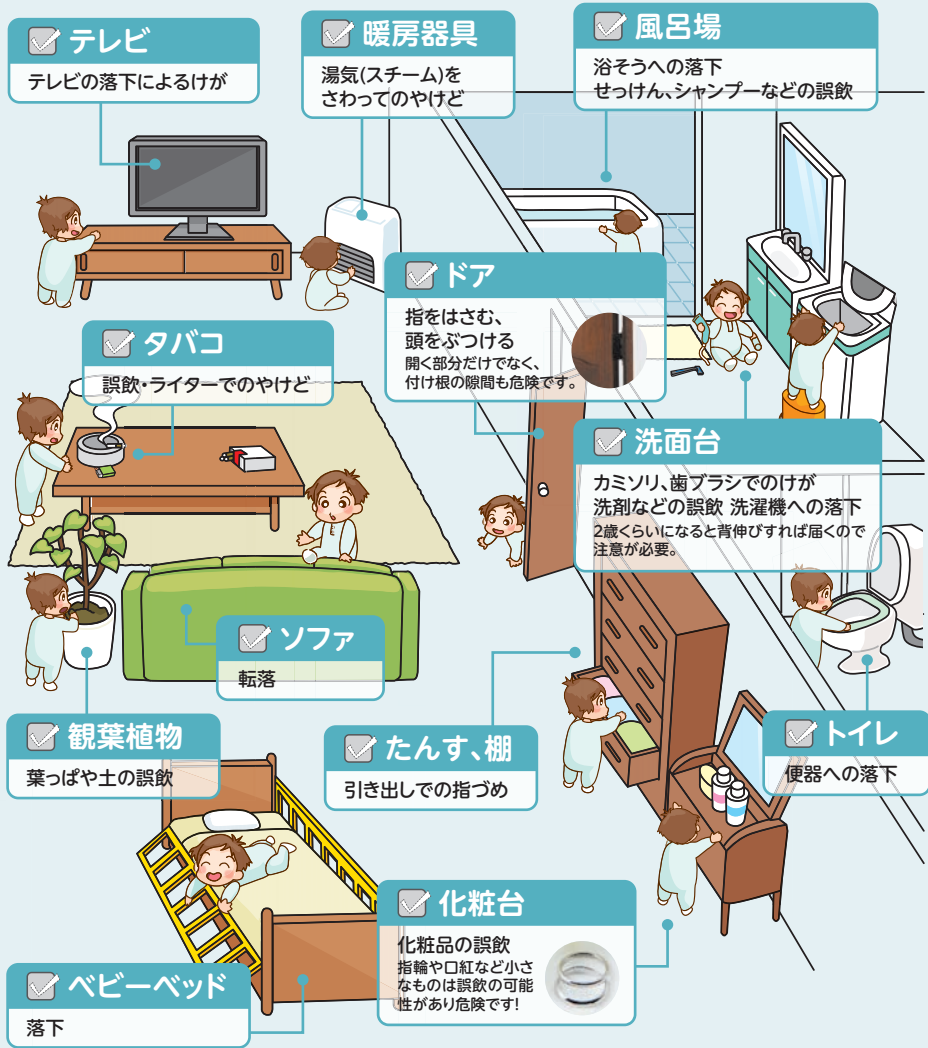 テレビ
テレビの落下によるけが
暖房器具
湯気(スチーム)を
さわってのやけど
風呂場
浴そうへの落下
せっけん、シャンプーなどの誤飲
ドア
指をはさむ、
頭をぶつける
開く部分だけでなく、
付け根の隙間も危険です。
タバコ
誤飲・ライターでのやけど
洗面台
カミソリ、歯ブラシでのけが
洗剤などの誤飲 洗濯機への落下
2歳くらいになると背伸びすれば届くので
注意が必要。
ソファ
転落
観葉植物
葉っぱや土の誤飲
たんす、棚
引き出しでの指づめ
トイレ
便器への落下
化粧台
化粧品の誤飲
指輪や口紅など小さ
なものは誤飲の可能
性があり危険です!
ベビーベッド
落下